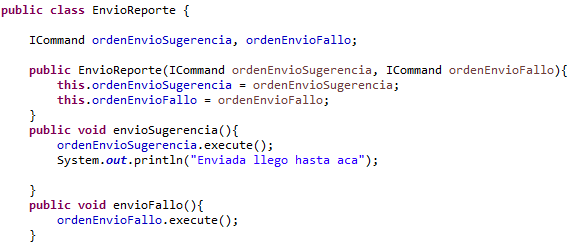 public class EnvioReporte {
ICommand ordenEnvioSugerencia, ordenEnvioFallo;
public EnvioReporte(ICommand ordenEnvioSugerencia, ICommand ordenEnvioFallo){
this.ordenEnvioSugerencia = ordenEnvioSugerencia;
this.ordenEnvioFallo = ordenEnvioFallo;
}
public void envioSugerencia(){
ordenEnvioSugerencia.execute();
System.out.println("Enviada llego hasta aca");
}
public void envioFallo(){
ordenEnvioFallo.execute();
}